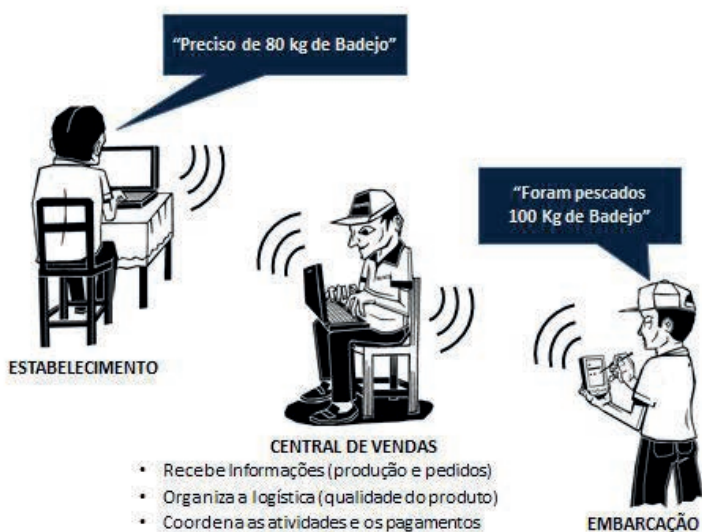 “Preciso de 80 kg de Badejo”
“Foram pescados
100 Kg de Badejo”
ESTABELECIMENTO
CENTRAL DE VENDAS
• Recebe Informações (produção e pedidos)
• Organiza a logística (qualidade do produto)
• Coordena as atividades e os pagamentos
EMBARCAÇÃO